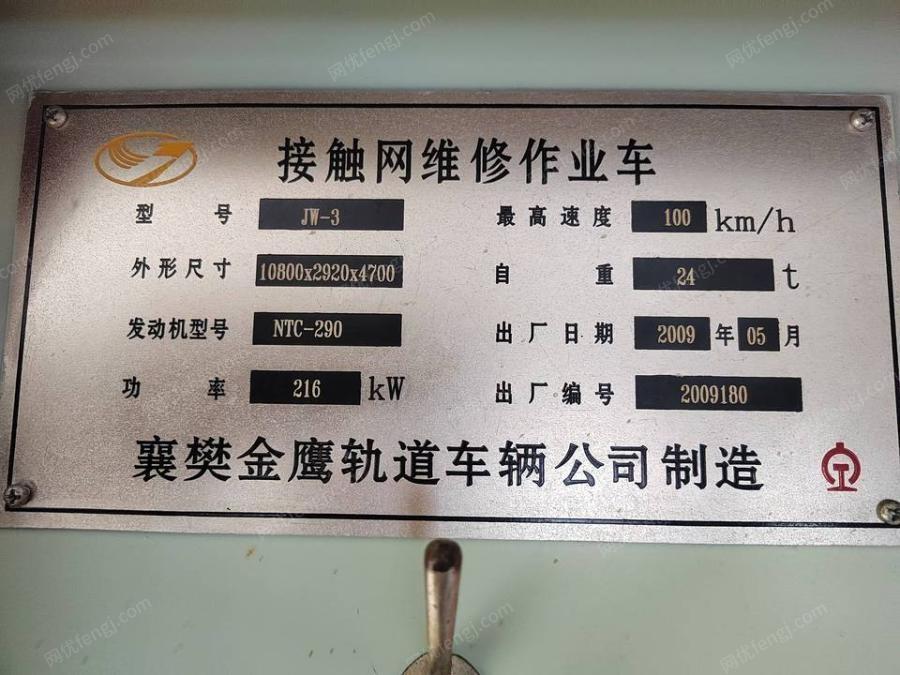 接触网维修作业车
型号 JW-3 最高速度 100 km/h
外形尺寸 10800x2920x4700 自重 24 t
发动机型号 NTC-290 出厂日期 2009 年 05 月
功率 216 kW 出厂编号 2009180
襄樊金鹰轨道车辆公司制造
网优fengj.com